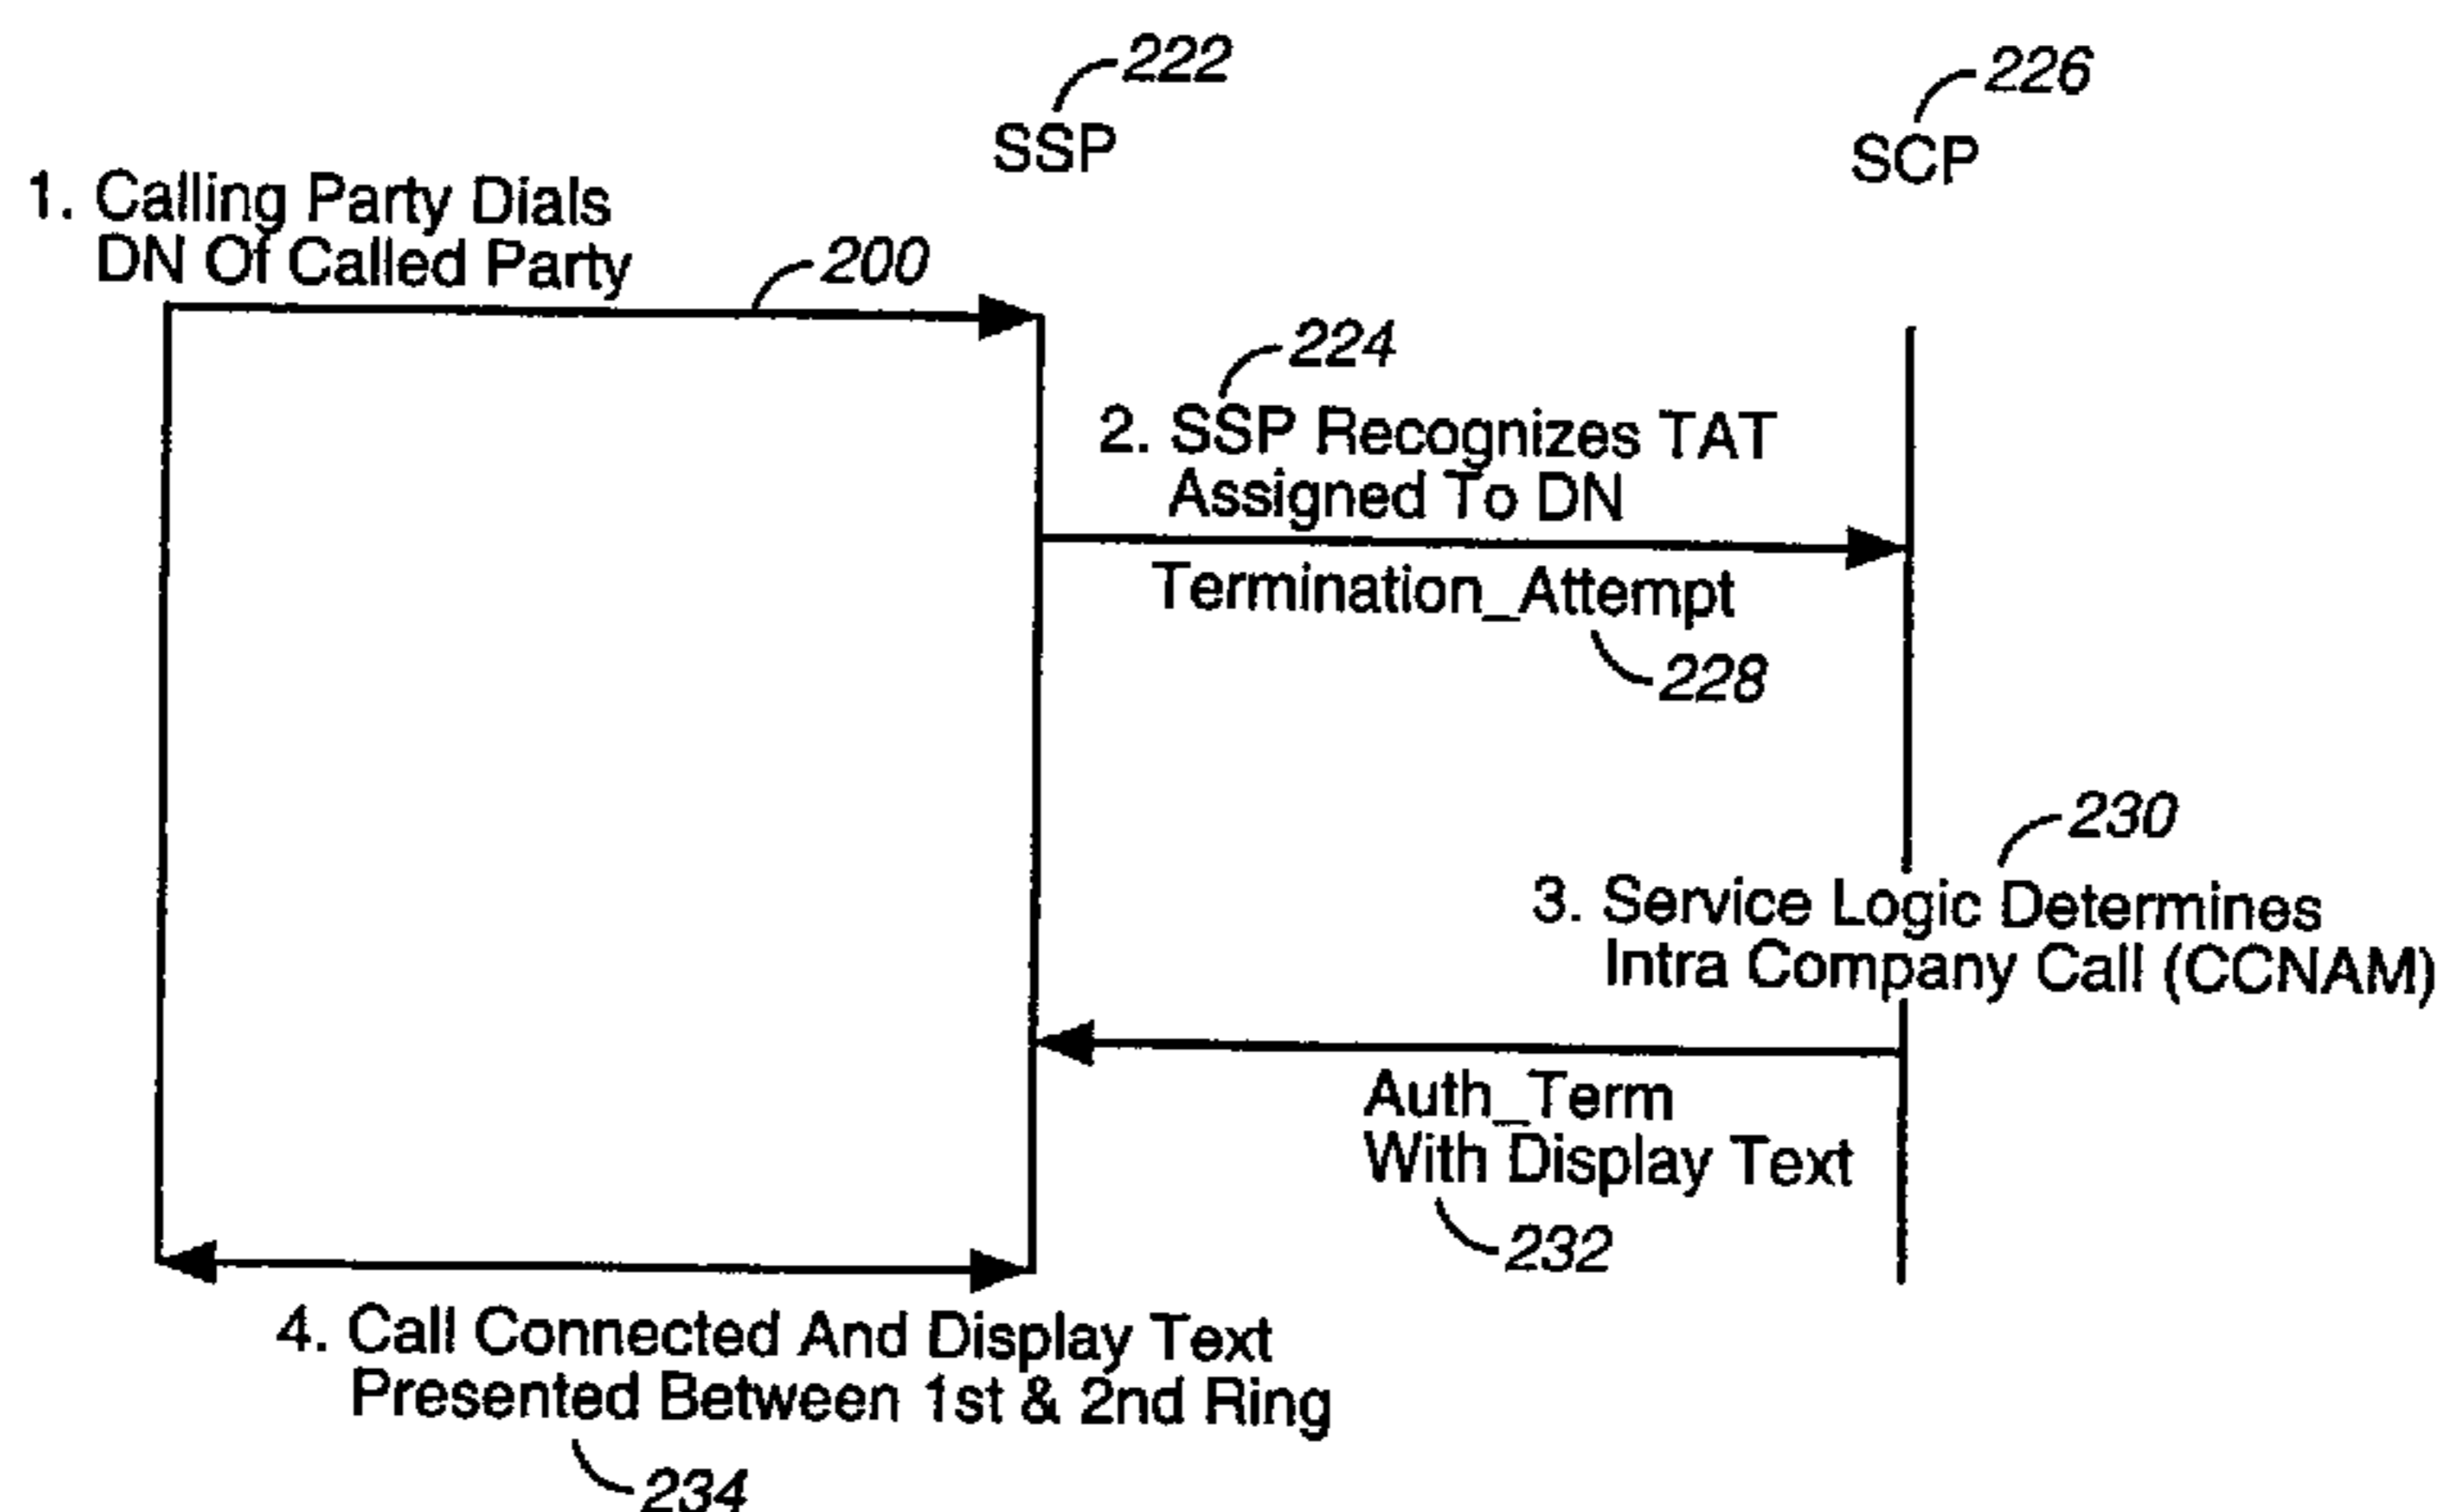 222
SSP
226
SCP
1. Calling Party Dials
DN Of Called Party
200
224
2. SSP Recognizes TAT
Assigned To DN
Termination_Attempt
228
230
3. Service Logic Determines
Intra Company Call (CCNAM)
Auth_Term
With Display Text
232
4. Call Connected And Display Text
Presented Between 1st & 2nd Ring
234